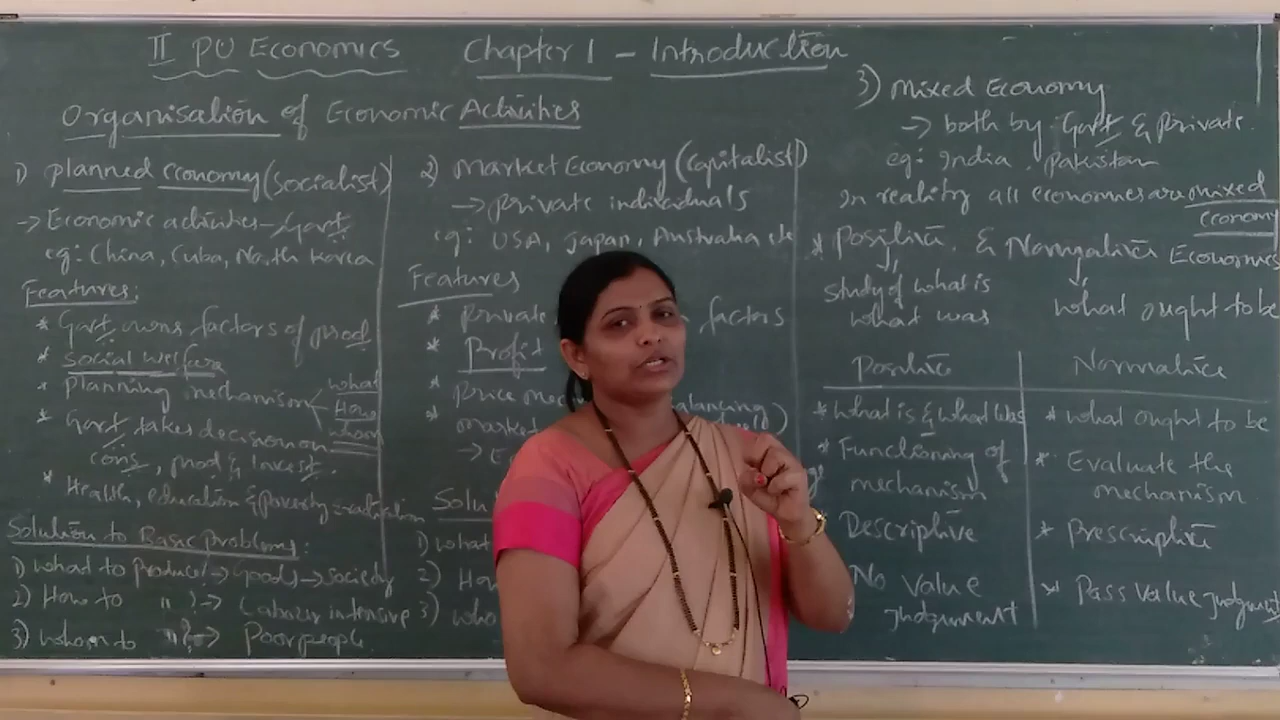 II PU Economics Chapter 1 - Introduction
Organisation of Economic Activities
1) Planned Economy (Socialist)
→ Economic activities - Govt
eg: China, Cuba, North Korea
Features:
* Govt owns factors of prod
* Social welfare
* Planning mechanism < what
How
whom
* Govt takes decision on
cons, prod & Invest.
* Health, education & poverty eradication
Solution to Basic problems:
1) what to produce? → Goods → society
2) How to " ? → Labour intensive
3) whom to " ? → Poor people
2) Market Economy (capitalist)
→ private individuals
eg: USA, Japan, Australia etc
Features
* Private factors
* Profit
* Price mec balancing
* market
→
Solu
1) what
2) How
3) who
3) Mixed Economy
→ both by Govt & private.
eg: India, Pakistan
In reality all economies are mixed
economy
* Positive & Normative Economics
study of what is
what was
what ought to be
Positive Normative
* what is & what was * what ought to be
* Functioning of
mechanism
* Evaluate the
mechanism
Descriptive * Prescriptive
No value
judgement
* Pass value judgment